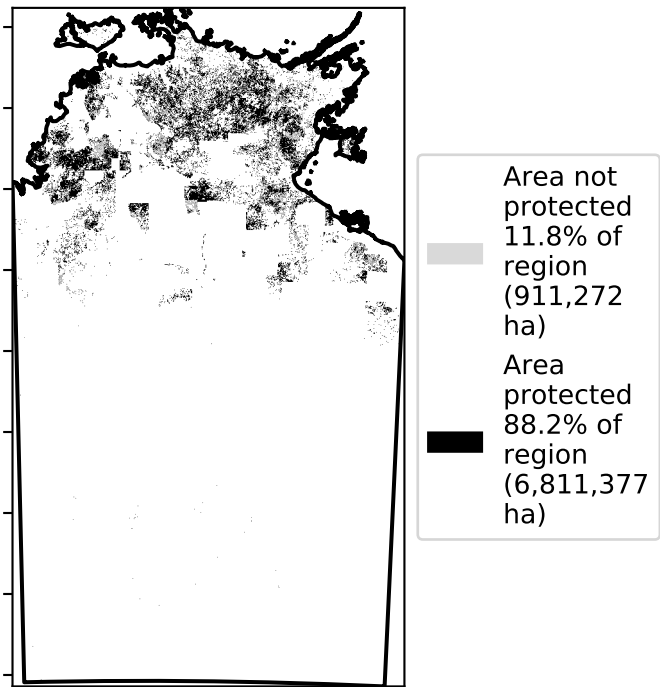 Area not
protected
11.8% of
region
(911,272
ha)
Area
protected
88.2% of
region
(6,811,377
ha)